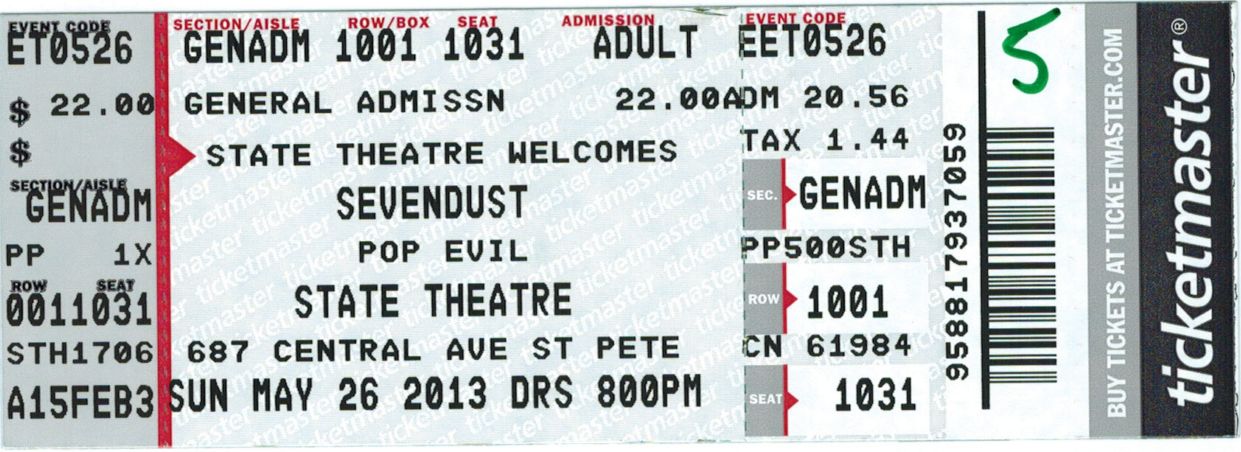 EVENT CODE
ET0526
$ 22.00
$
SECTION/AISLE
GENADM
PP 1X
ROW SEAT
0011031
STH1706
A15FEB3
SECTION/AISLE ROW/BOX SEAT ADMISSION
GENADM 1001 1031 ADULT
GENERAL ADMISSN 22.00
STATE THEATRE WELCOMES
SEVENDUST
POP EVIL
STATE THEATRE
687 CENTRAL AVE ST PETE
SUN MAY 26 2013 DRS 800PM
EVENT CODE
EET0526
ADM 20.56
TAX 1.44
SEC. GENADM
PP500STH
ROW 1001
CN 61984
SEAT 1031
958817937059
5
BUY TICKETS AT TICKETMASTER.COM
ticketmaster®